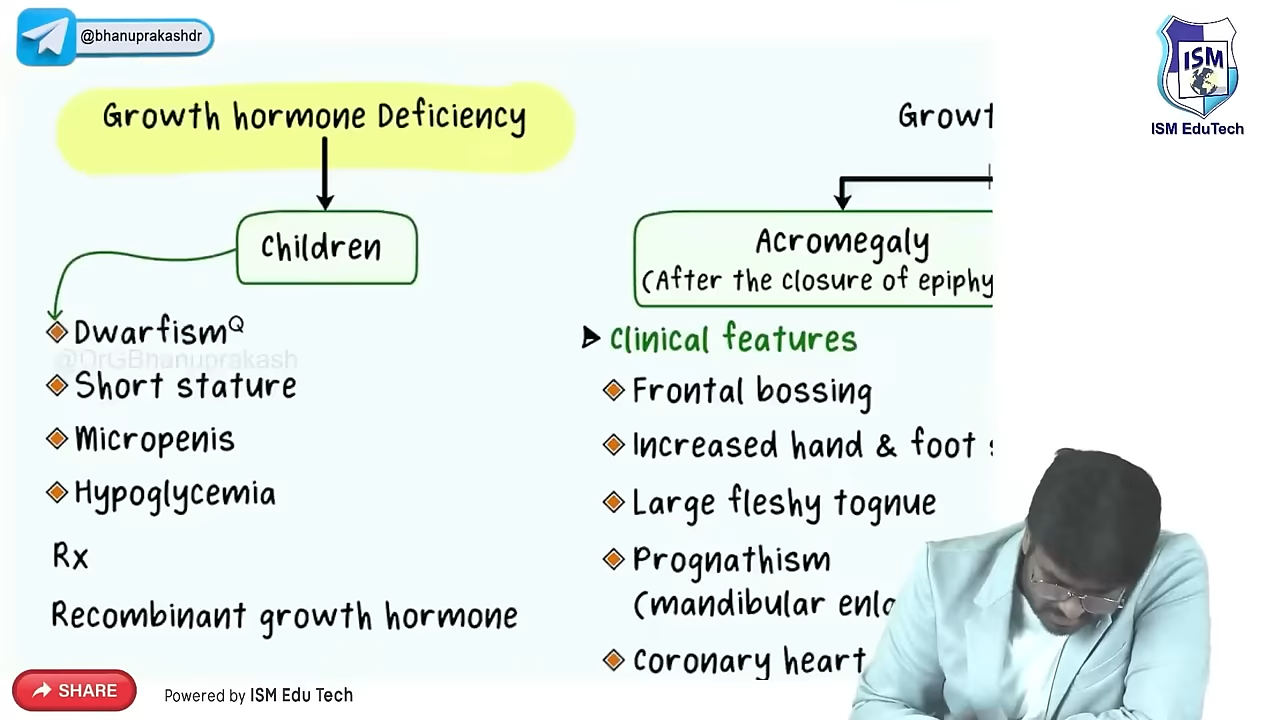 @bhanuprakashdr
ISM
ISM EduTech
Growth hormone Deficiency
Children
DwarfismQ
@DrGBhanuprakash
Short stature
Micropenis
Hypoglycemia
Rx
Recombinant growth hormone
Growt
Acromegaly
(After the closure of epiphy
Clinical features
Frontal bossing
Increased hand & foot
Large fleshy tognue
Prognathism
(mandibular enla
Coronary heart
SHARE
Powered by ISM Edu Tech